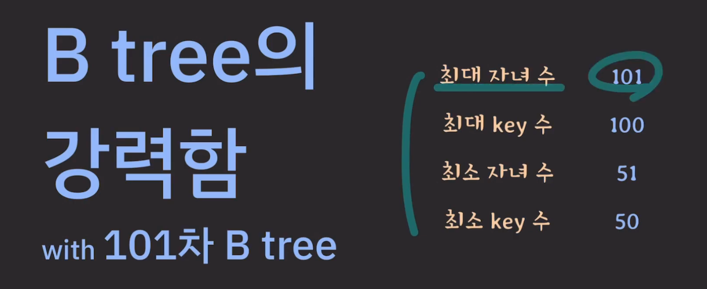 B tree의
강력함
with 101차 B tree
최대 자녀 수 101
최대 key 수 100
최소 자녀 수 51
최소 key 수 50